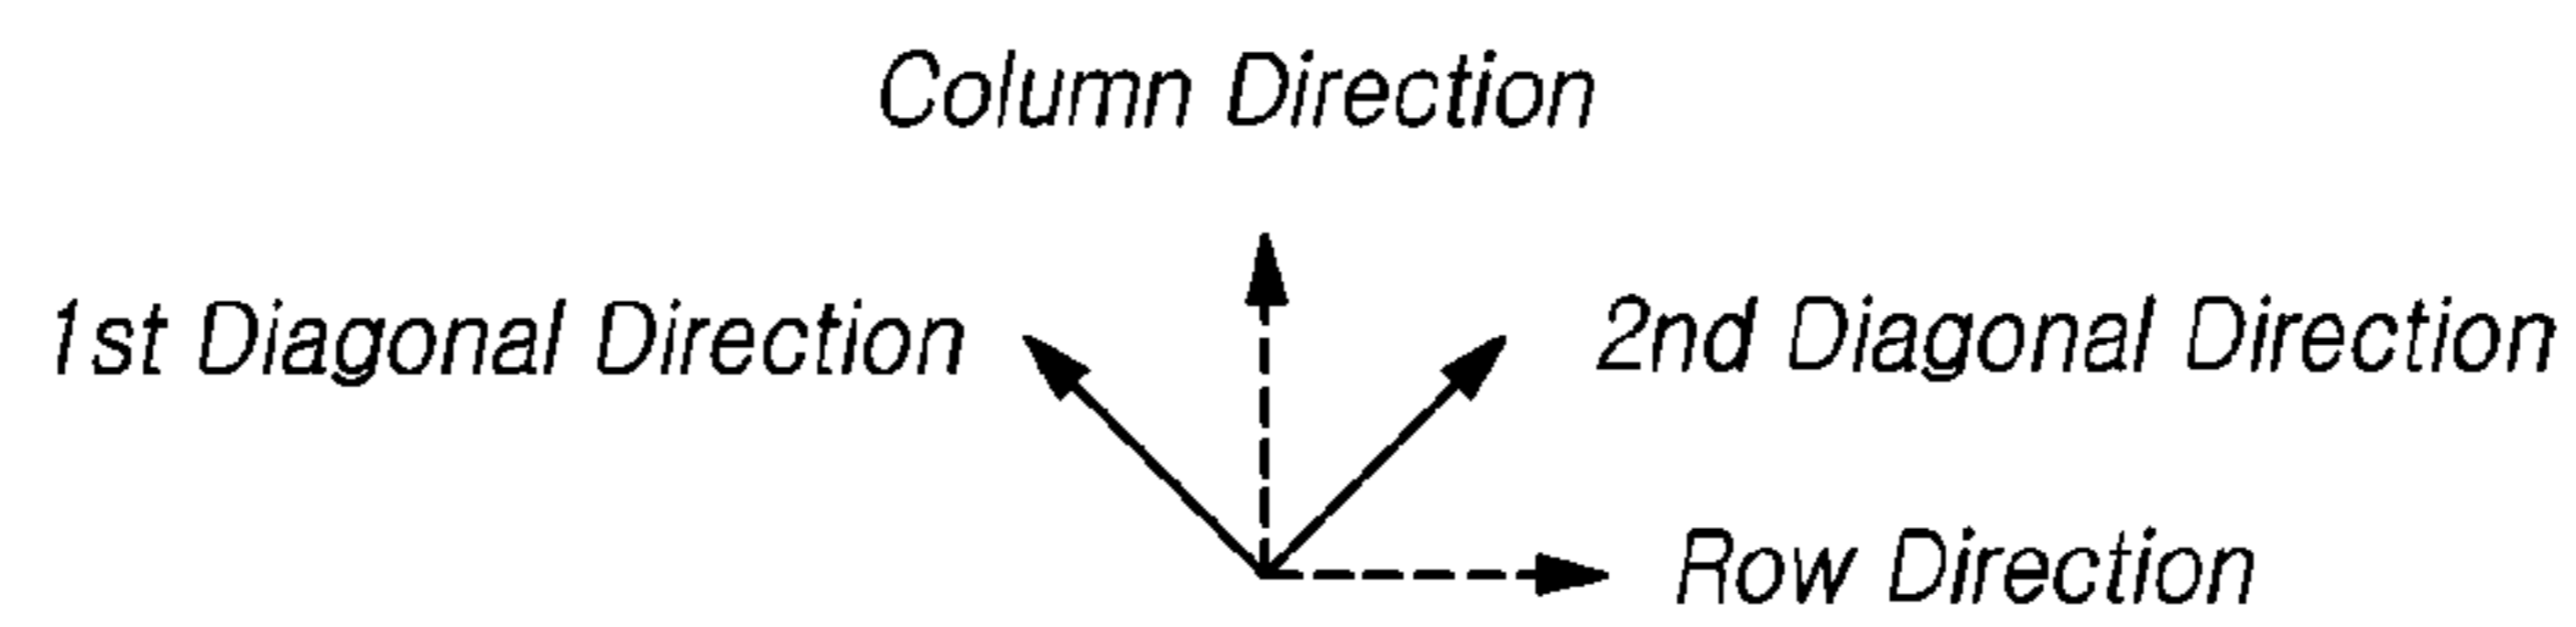 Column Direction
1st Diagonal Direction
2nd Diagonal Direction
Row Direction